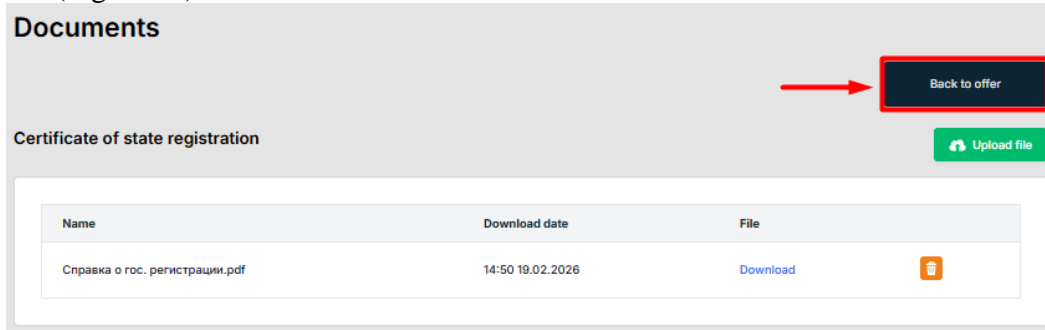 Documents
Back to offer
Certificate of state registration
Upload file
Name Download date File
Справка о гос. регистрации.pdf 14:50 19.02.2026 Download